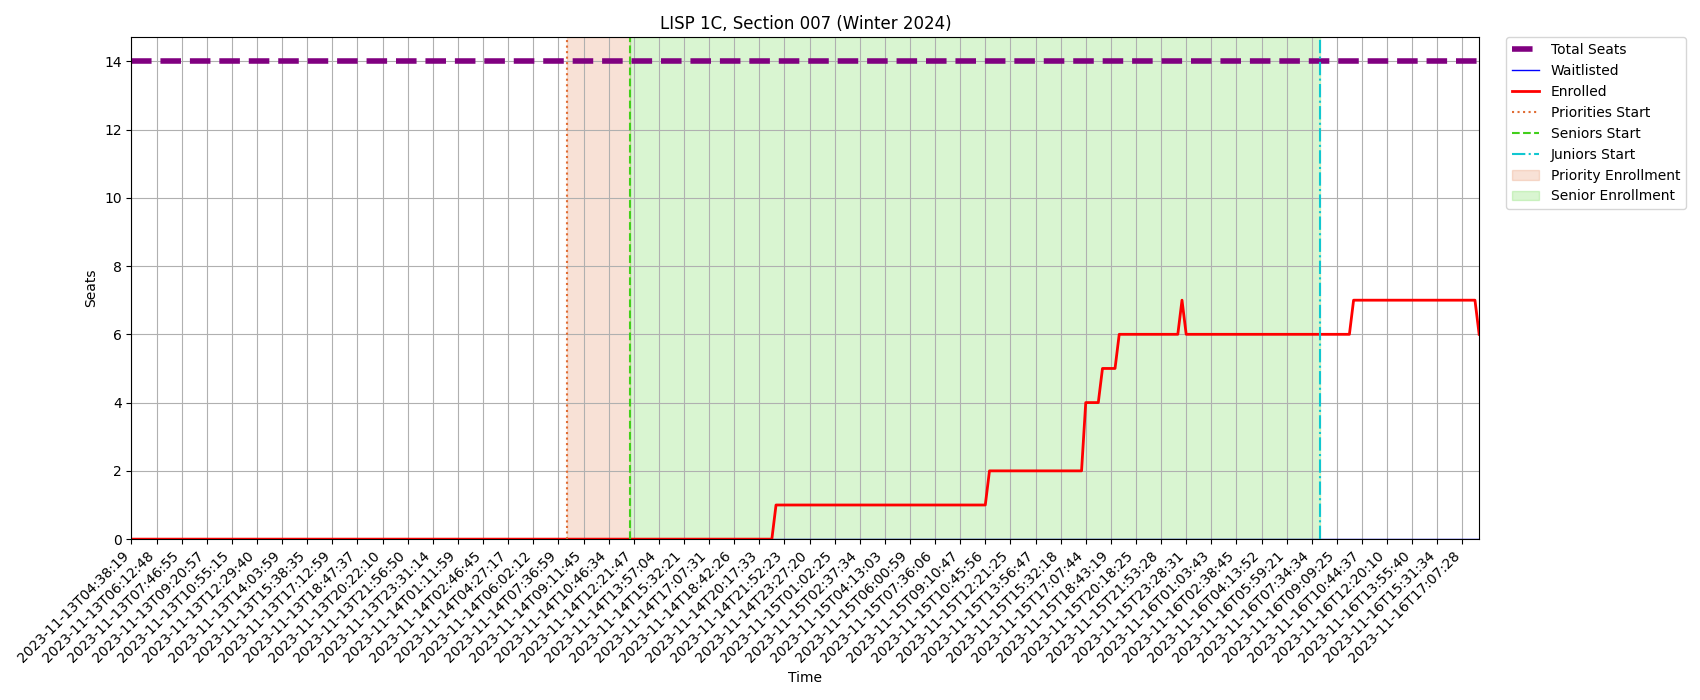 LISP 1C, Section 007 (Winter 2024)
Total Seats
Waitlisted
Enrolled
Priorities Start
Seniors Start
Juniors Start
Priority Enrollment
Senior Enrollment
Seats
14
12
10
8
6
4
2
0
2023-11-13T04:38:19
2023-11-13T06:12:48
2023-11-13T07:46:55
2023-11-13T09:20:57
2023-11-13T10:55:15
2023-11-13T12:29:40
2023-11-13T14:03:59
2023-11-13T15:38:35
2023-11-13T17:12:59
2023-11-13T18:47:37
2023-11-13T20:22:10
2023-11-13T21:56:50
2023-11-13T23:31:14
2023-11-14T01:11:59
2023-11-14T02:46:45
2023-11-14T04:27:17
2023-11-14T06:02:12
2023-11-14T07:36:59
2023-11-14T09:11:45
2023-11-14T10:46:34
2023-11-14T12:21:47
2023-11-14T13:57:04
2023-11-14T15:32:21
2023-11-14T17:07:31
2023-11-14T18:42:26
2023-11-14T20:17:33
2023-11-14T21:52:23
2023-11-14T23:27:20
2023-11-15T01:02:25
2023-11-15T02:37:34
2023-11-15T04:13:03
2023-11-15T06:00:59
2023-11-15T07:36:06
2023-11-15T09:10:47
2023-11-15T10:45:56
2023-11-15T12:21:25
2023-11-15T13:56:47
2023-11-15T15:32:18
2023-11-15T17:07:44
2023-11-15T18:43:19
2023-11-15T20:18:25
2023-11-15T21:53:28
2023-11-15T23:28:31
2023-11-16T01:03:43
2023-11-16T02:38:45
2023-11-16T04:13:52
2023-11-16T05:59:21
2023-11-16T07:34:34
2023-11-16T09:09:25
2023-11-16T10:44:37
2023-11-16T12:20:10
2023-11-16T13:55:40
2023-11-16T15:31:34
2023-11-16T17:07:28
Time